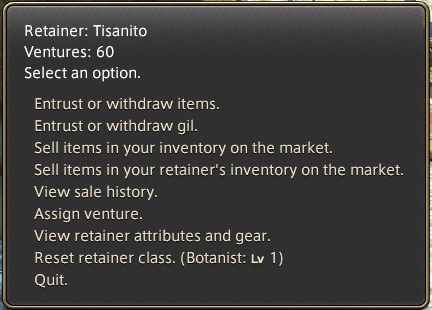 Retainer: Tisanito
Ventures: 60
Select an option.
Entrust or withdraw items.
Entrust or withdraw gil.
Sell items in your inventory on the market.
Sell items in your retainer's inventory on the market.
View sale history.
Assign venture.
View retainer attributes and gear.
Reset retainer class. (Botanist: Lv 1)
Quit.